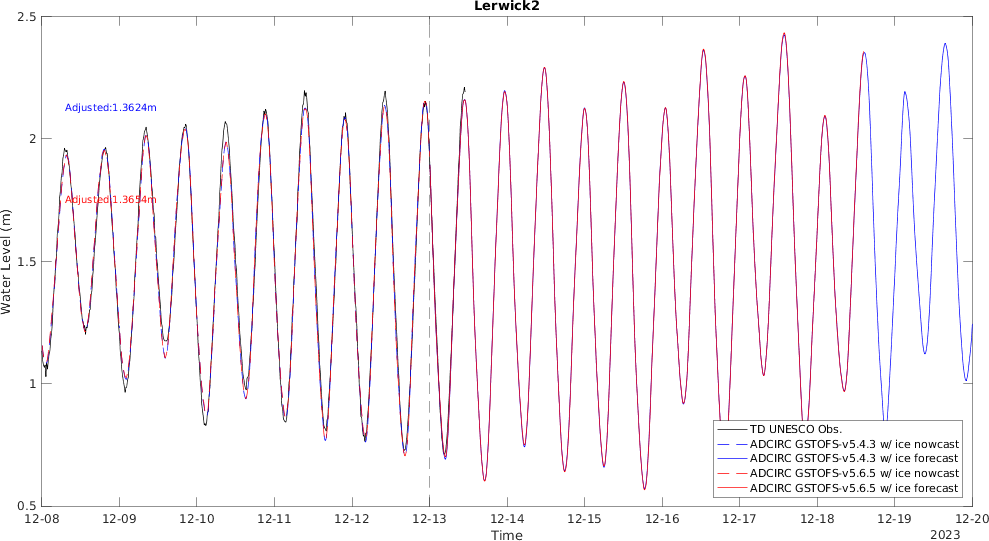 Lerwick2
2.5
2
1.5
1
0.5
Water Level (m)
Adjusted:1.3624m
Adjusted:1.3654m
TD UNESCO Obs.
ADCIRC GSTOFS-v5.4.3 w/ ice nowcast
ADCIRC GSTOFS-v5.4.3 w/ ice forecast
ADCIRC GSTOFS-v5.6.5 w/ ice nowcast
ADCIRC GSTOFS-v5.6.5 w/ ice forecast
12-08 12-09 12-10 12-11 12-12 12-13 12-14 12-15 12-16 12-17 12-18 12-19 12-20
Time
2023